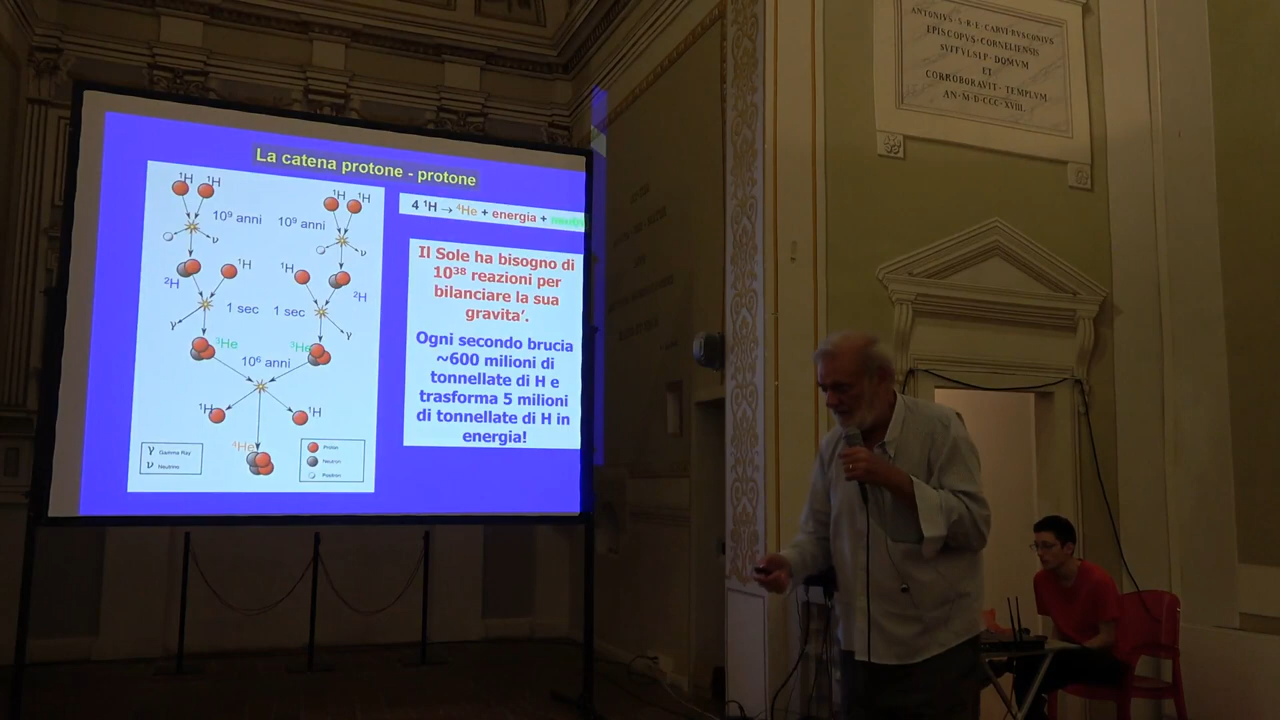 La catena protone - protone
¹H ¹H
¹H ¹H
10⁹ anni
10⁹ anni
ν
ν
¹H
¹H
²H
²H
1 sec
1 sec
γ
γ
³He
³He
10⁶ anni
¹H
¹H
⁴He
γ Gamma Ray
ν Neutrino
Proton
Neutron
Positron
4 ¹H → ⁴He + energia +
Il Sole ha bisogno di
10³⁸ reazioni per
bilanciare la sua
gravita'.
Ogni secondo brucia
~600 milioni di
tonnellate di H e
trasforma 5 milioni
di tonnellate di H in
energia!
ANTONIVS · S · R · E · CARD
EPISCOPVS · CORNELIENSIS
DOMVM
ET
CORROBORAVIT · TEMPLVM
AN · M · D · CCC · XVIII